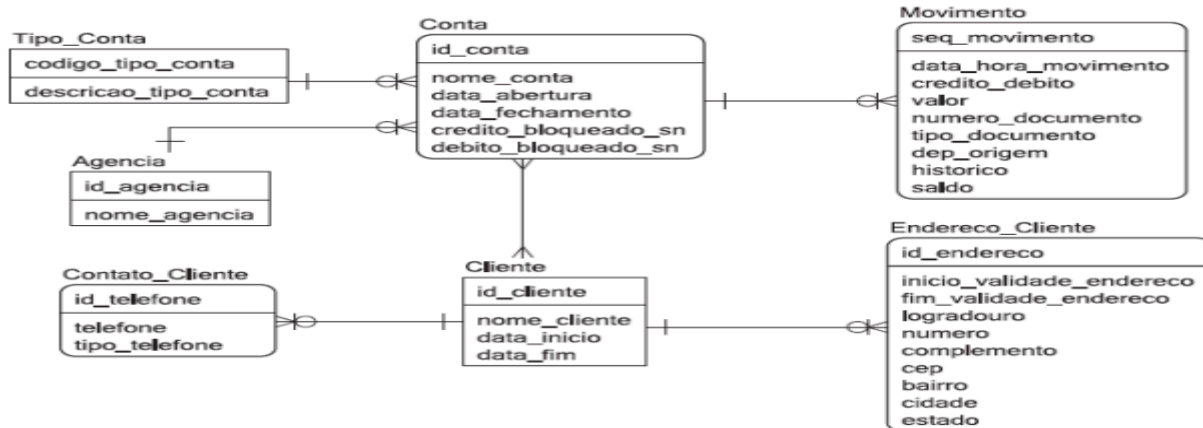 Tipo_Conta
codigo_tipo_conta
descricao_tipo_conta
Conta
id_conta
nome_conta
data_abertura
data_fechamento
credito_bloqueado_sn
debito_bloqueado_sn
Movimento
seq_movimento
data_hora_movimento
credito_debito
valor
numero_documento
tipo_documento
dep_origem
historico
saldo
Agencia
id_agencia
nome_agencia
Contato_Cliente
id_telefone
telefone
tipo_telefone
Cliente
id_cliente
nome_cliente
data_inicio
data_fim
Endereco_Cliente
id_endereco
inicio_validade_endereco
fim_validade_endereco
logradouro
numero
complemento
cep
bairro
cidade
estado